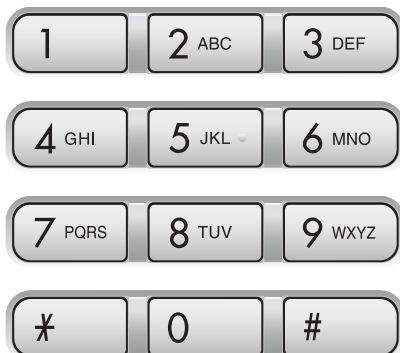 1 2 ABC 3 DEF
4 GHI 5 JKL 6 MNO
7 PQRS 8 TUV 9 WXYZ
* 0 #